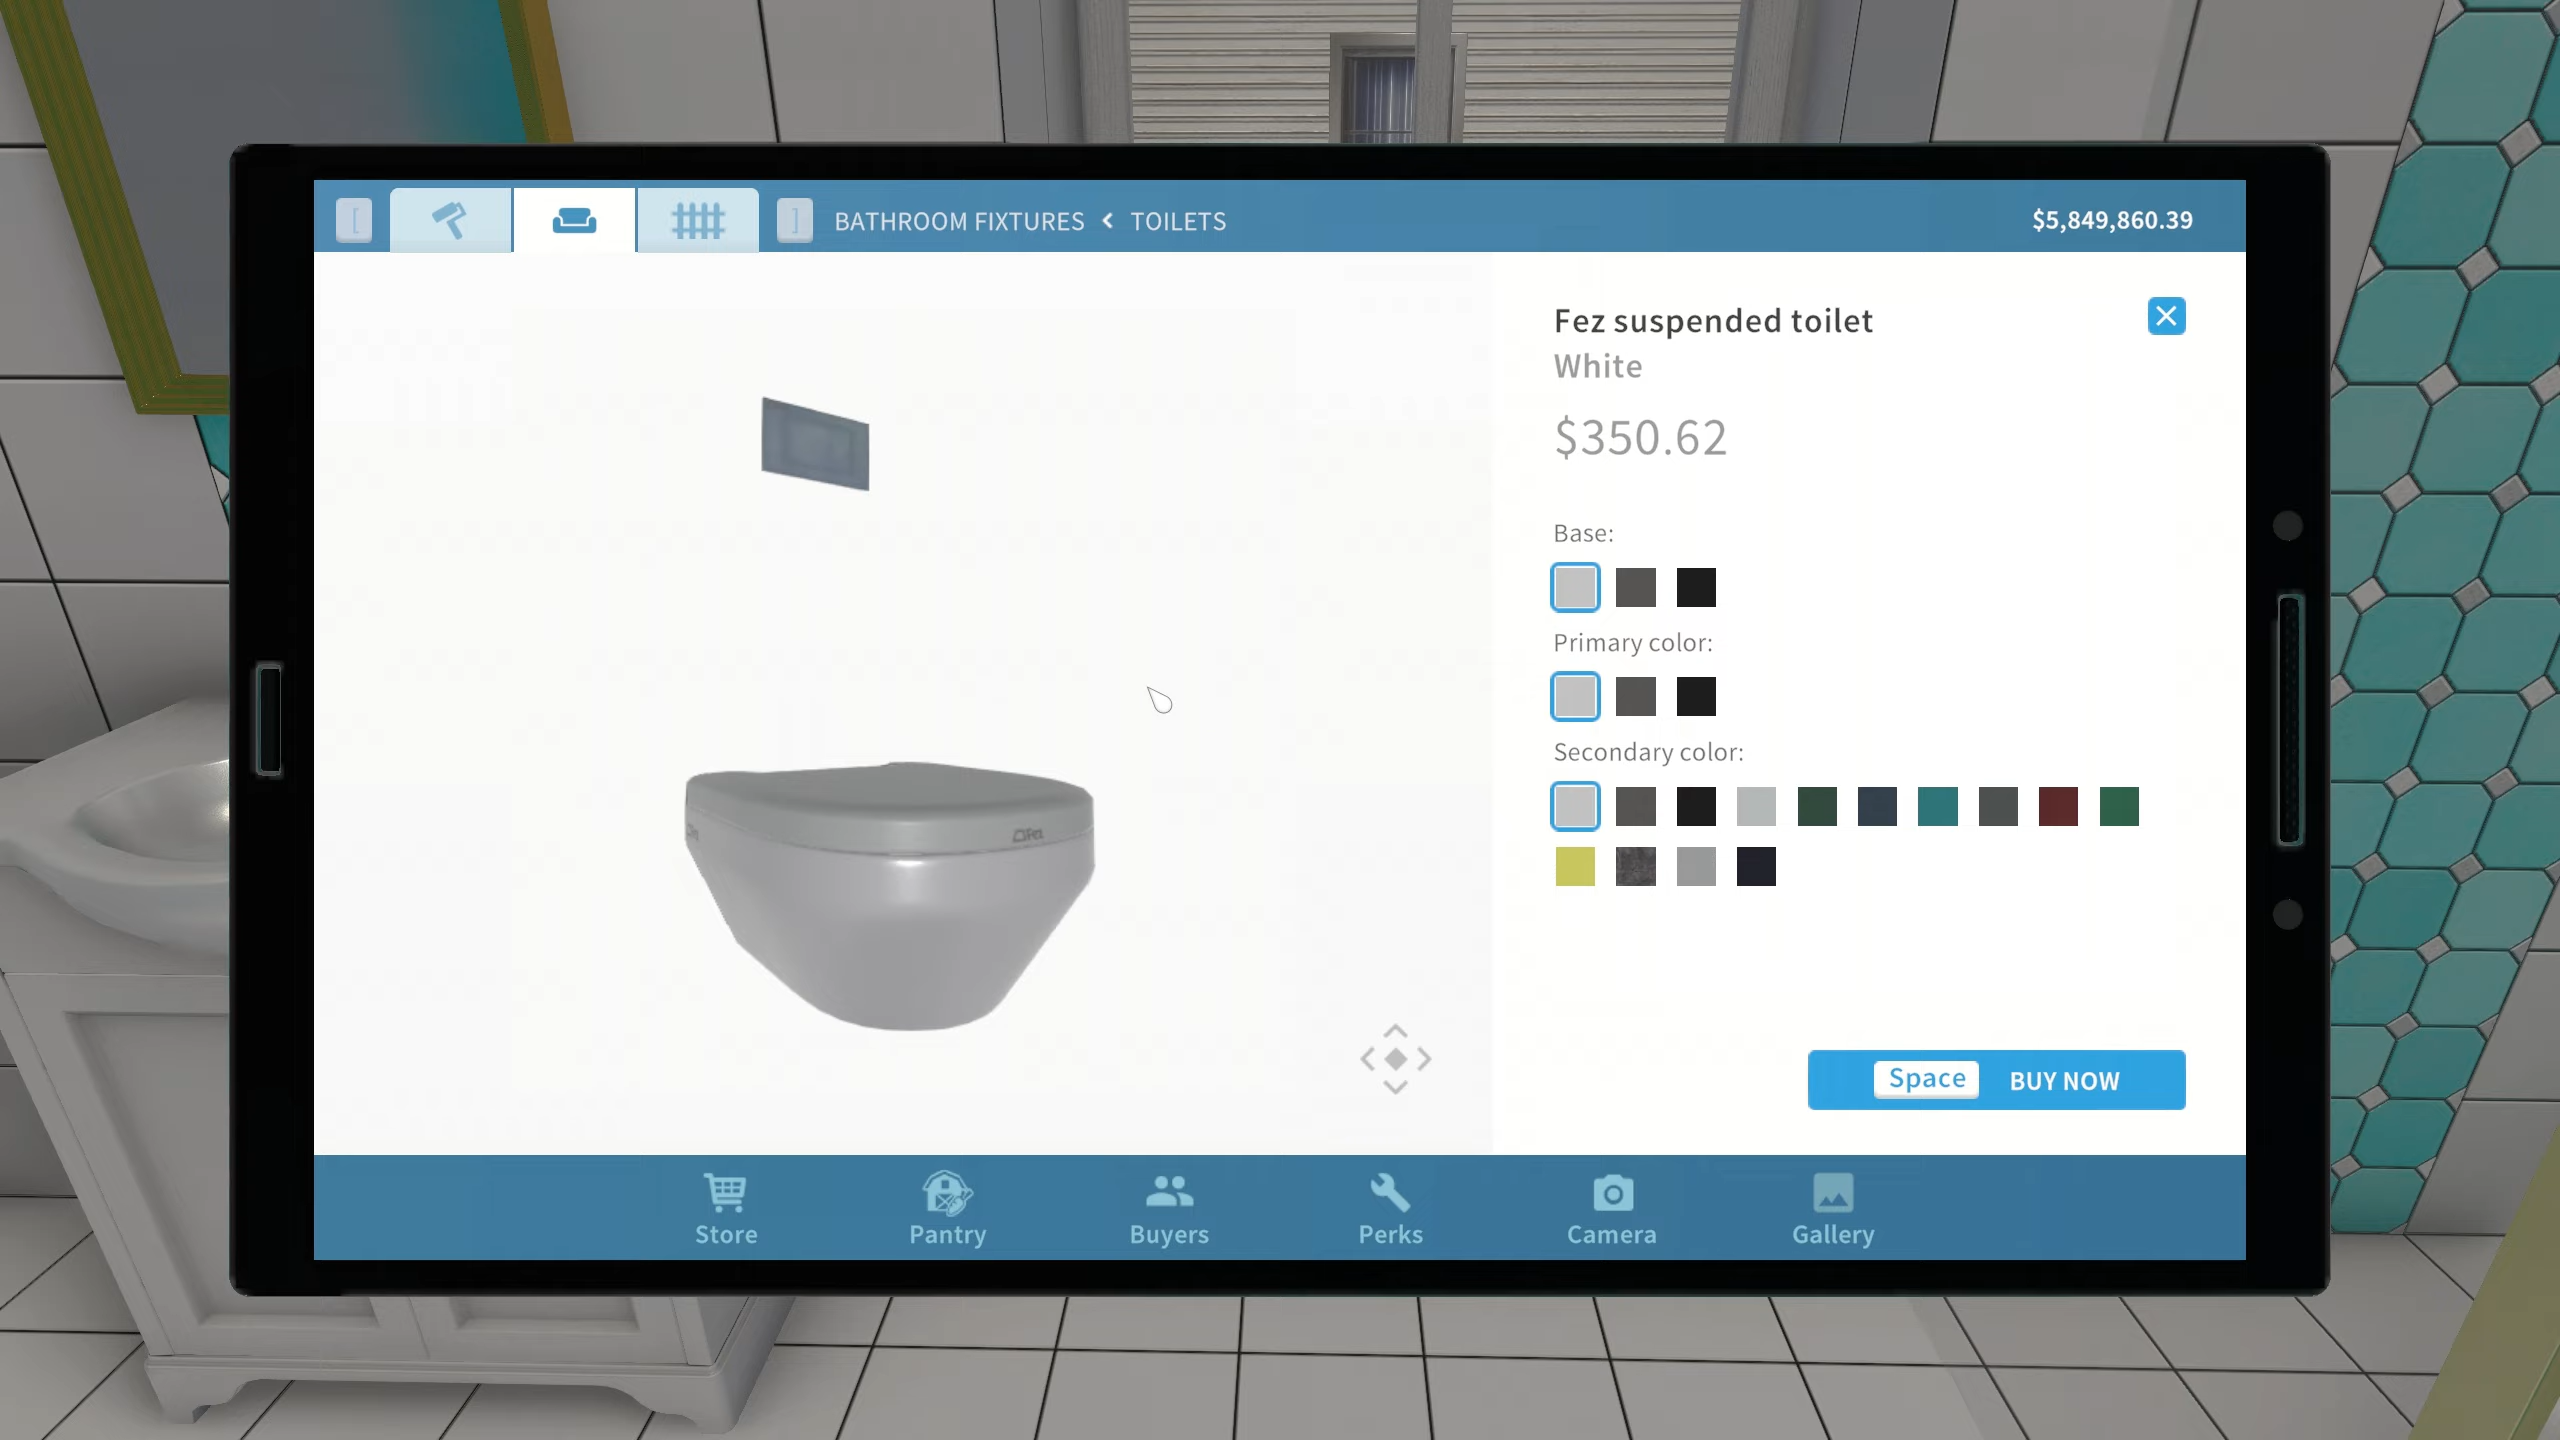 [
]
BATHROOM FIXTURES < TOILETS
$5,849,860.39
Fez suspended toilet
White
$350.62
Base:
Primary color:
Secondary color:
Fez
Space BUY NOW
Store
Pantry
Buyers
Perks
Camera
Gallery